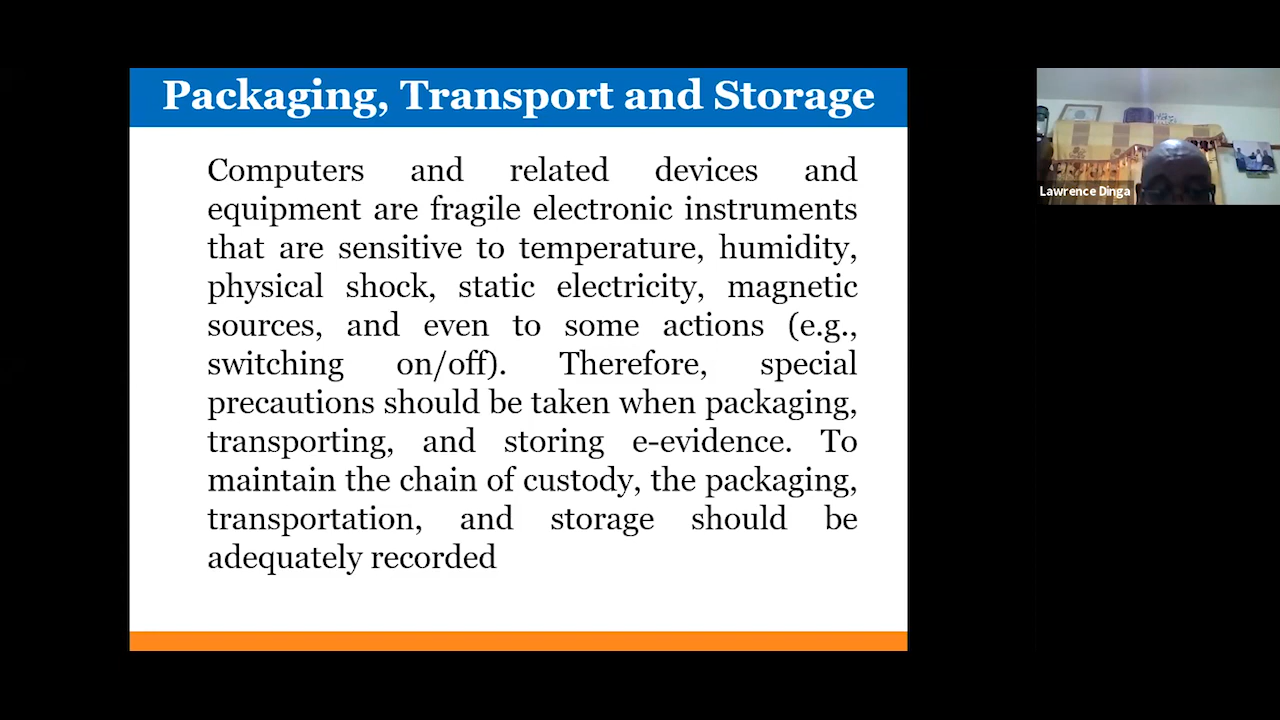 Packaging, Transport and Storage
Computers and related devices and
equipment are fragile electronic instruments
that are sensitive to temperature, humidity,
physical shock, static electricity, magnetic
sources, and even to some actions (e.g.,
switching on/off). Therefore, special
precautions should be taken when packaging,
transporting, and storing e-evidence. To
maintain the chain of custody, the packaging,
transportation, and storage should be
adequately recorded
Lawrence Dinga